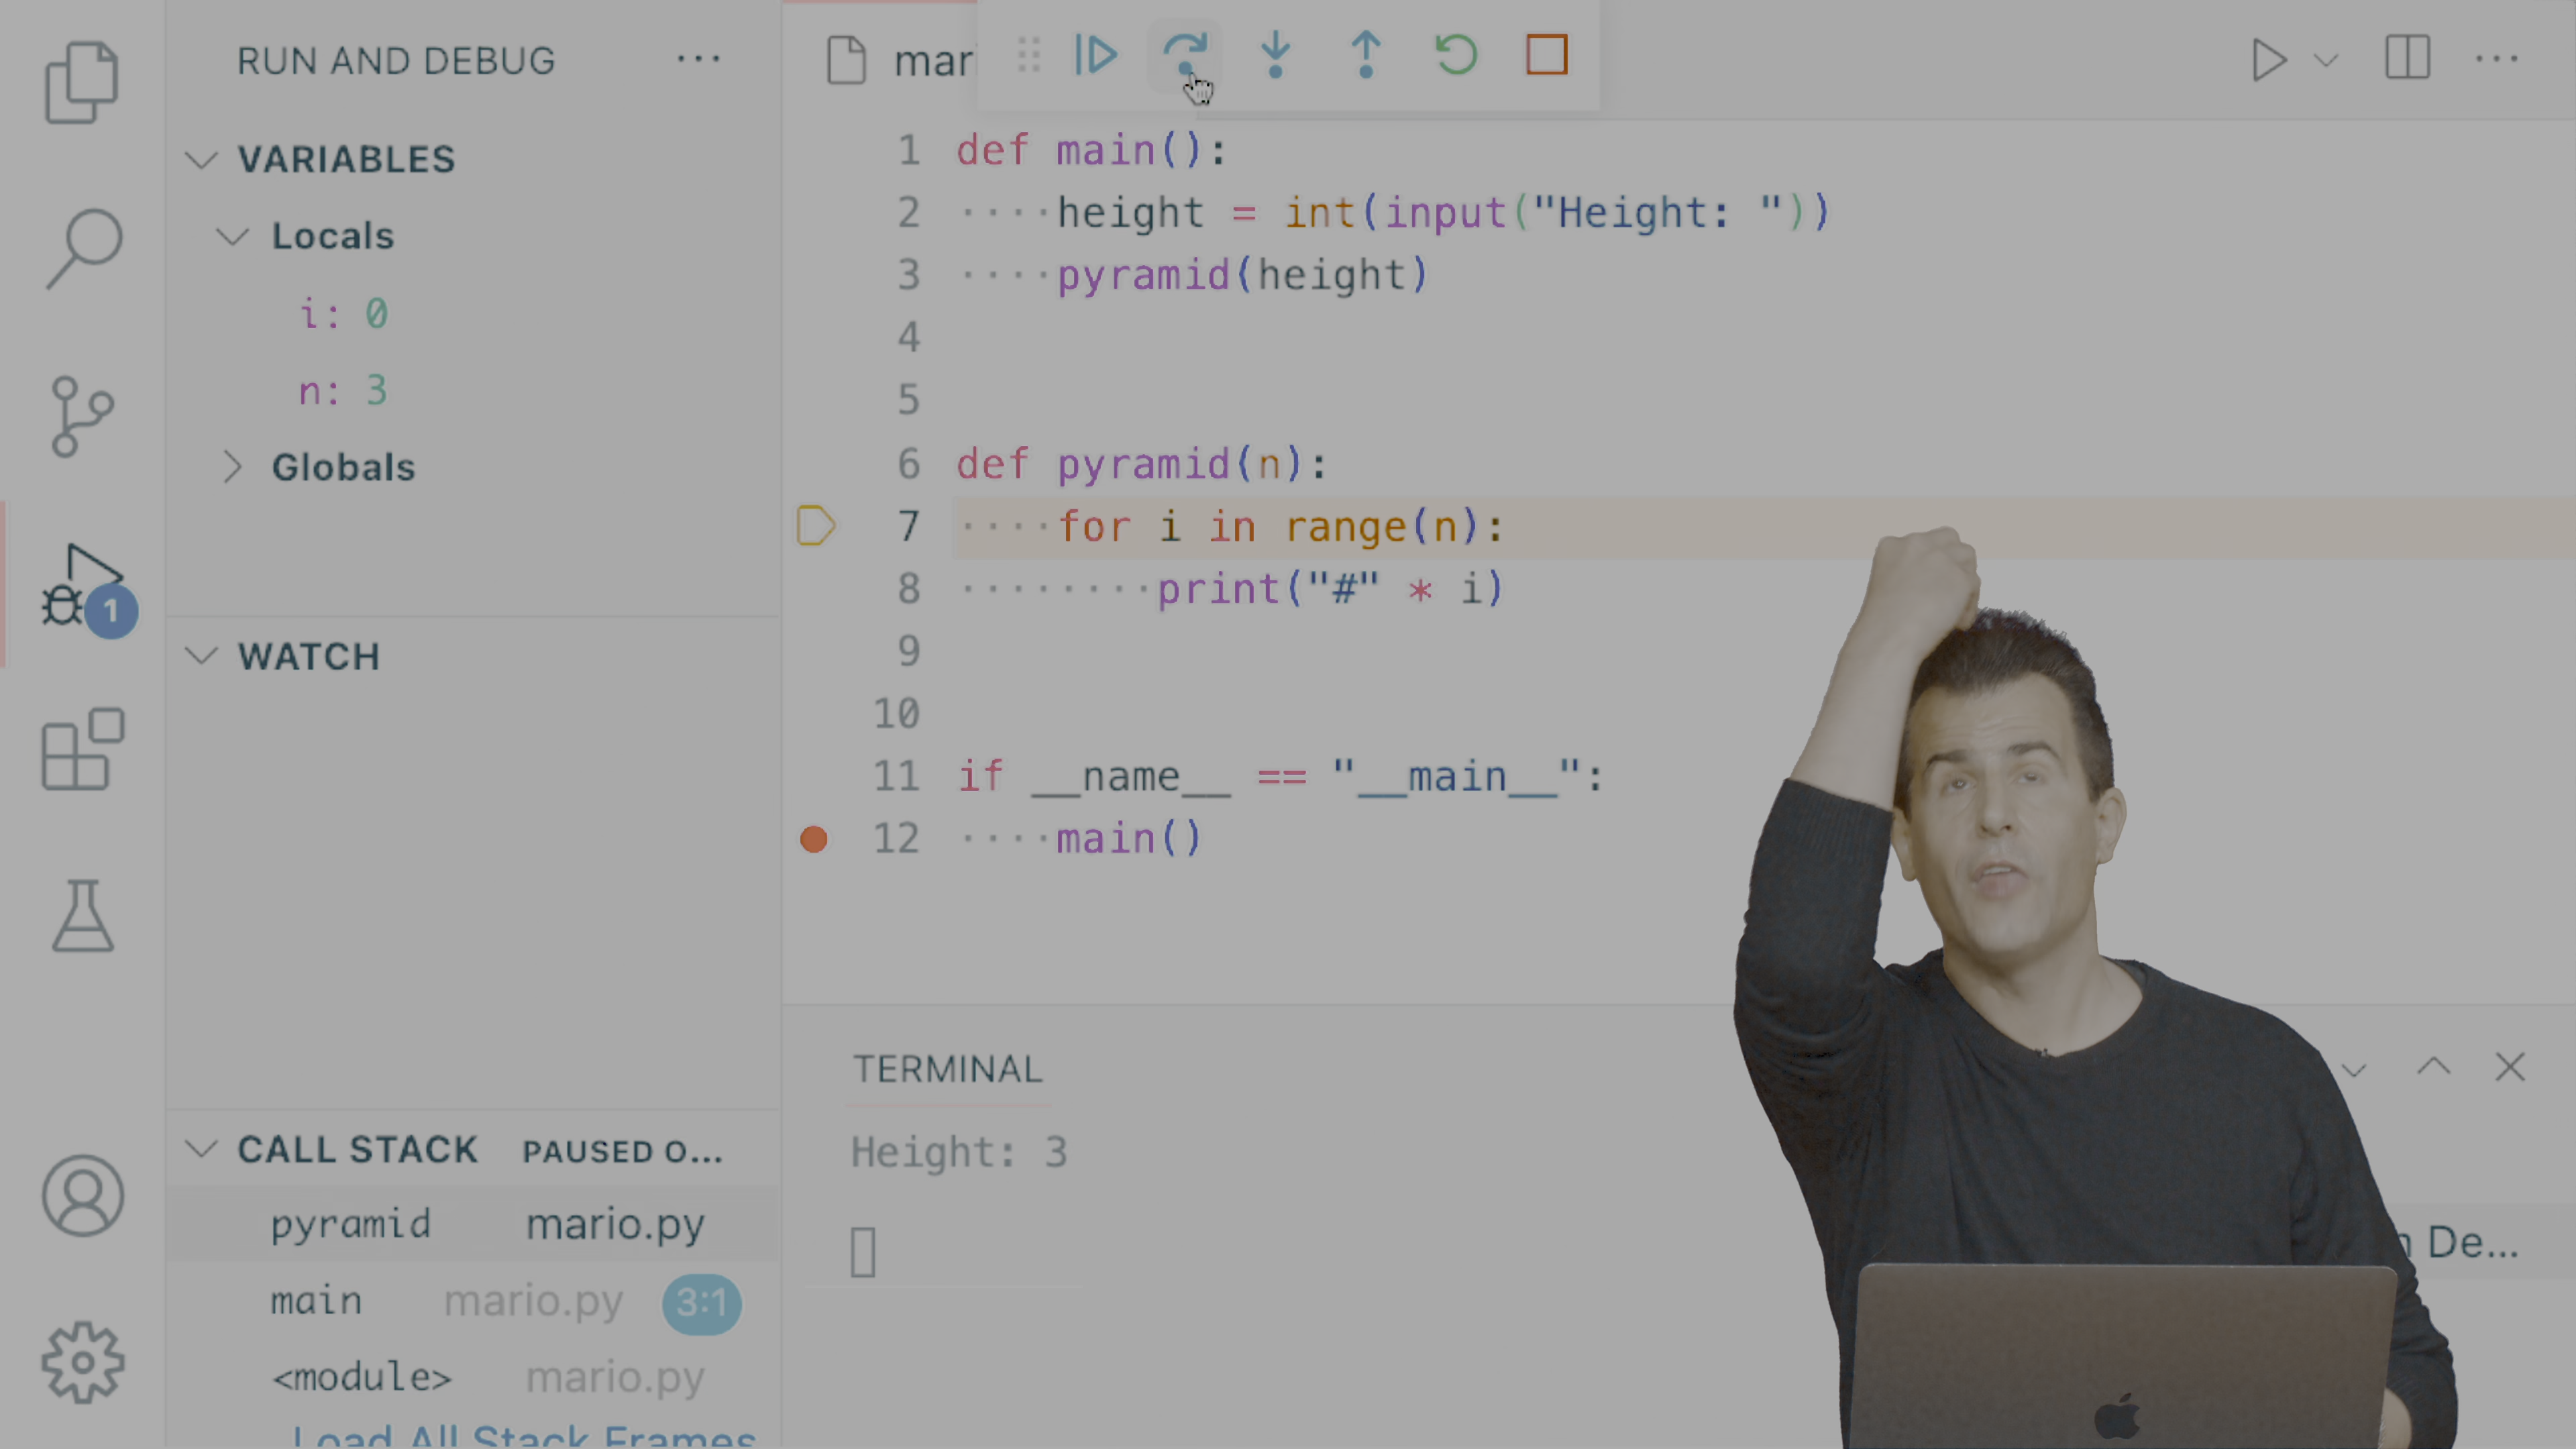 RUN AND DEBUG ...
VARIABLES
Locals
i: 0
n: 3
Globals
1
WATCH
CALL STACK PAUSED O...
pyramid mario.py
main mario.py 3:1
<module> mario.py
Load All Stack Frames
mar
1 def main():
2 ····height = int(input("Height: "))
3 ····pyramid(height)
4
5
6 def pyramid(n):
7 ····for i in range(n):
8 ········print("#" * i)
9
10
11 if __name__ == "__main__":
12 ····main()
TERMINAL
Height: 3
De...